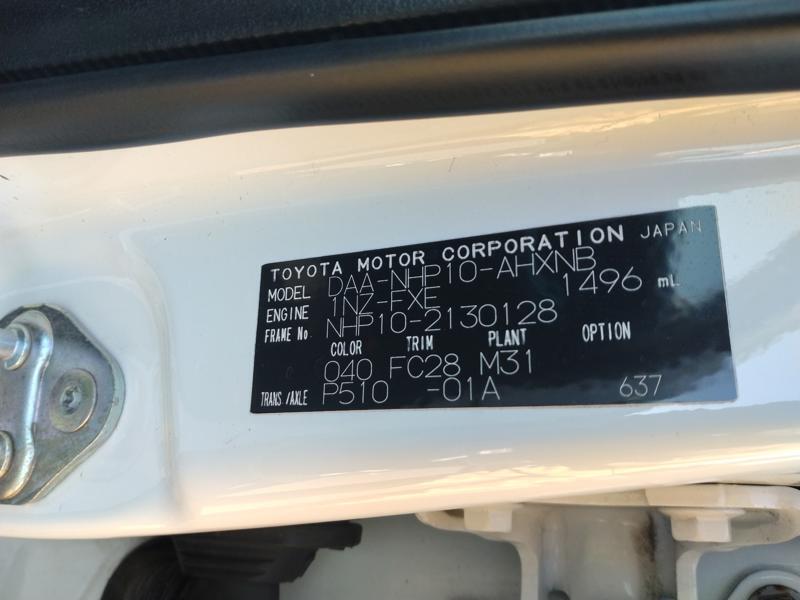 TOYOTA MOTOR CORPORATION JAPAN
MODEL DAA-NHP10-AHXNB
ENGINE 1NZ-FXE 1496 mL
FRAME No. NHP10-2130128
COLOR TRIM PLANT OPTION
040 FC28 M31
TRANS./AXLE P510 -01A 637